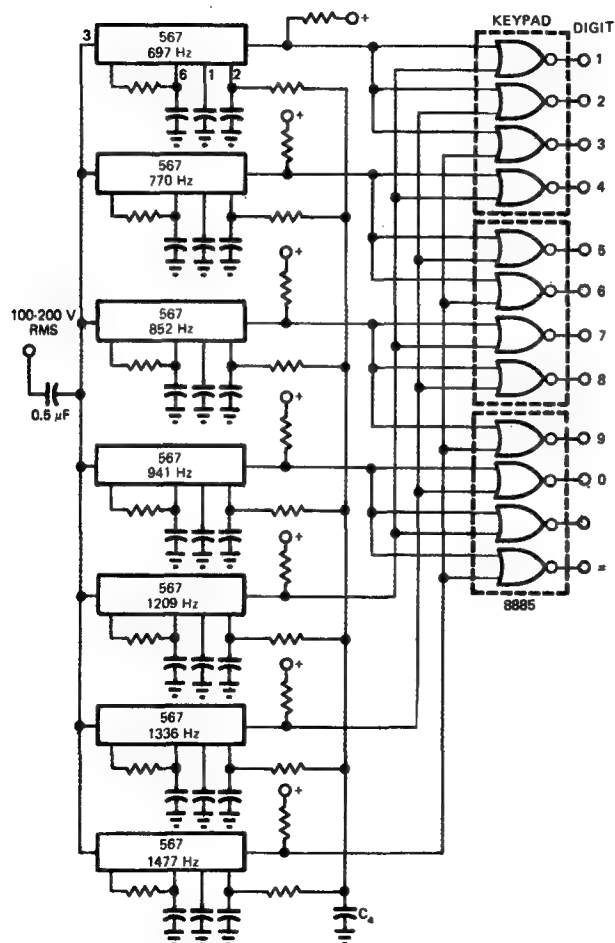 KEYPAD DIGIT
3
567
697 Hz
6 1 2
+
1
2
3
4
567
770 Hz
+
5
6
7
8
567
852 Hz
+
100-200 V
RMS
0.5 µF
567
941 Hz
+
9
0
=
8885
567
1209 Hz
+
567
1336 Hz
+
567
1477 Hz
+
C4